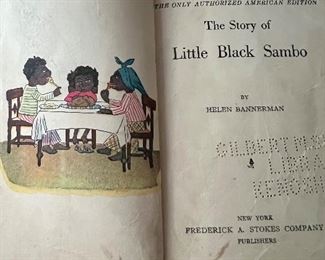 THE ONLY AUTHORIZED AMERICAN EDITION
The Story of
Little Black Sambo
BY
HELEN BANNERMAN
LIBRA
NEW YORK
FREDERICK A. STOKES COMPANY
PUBLISHERS